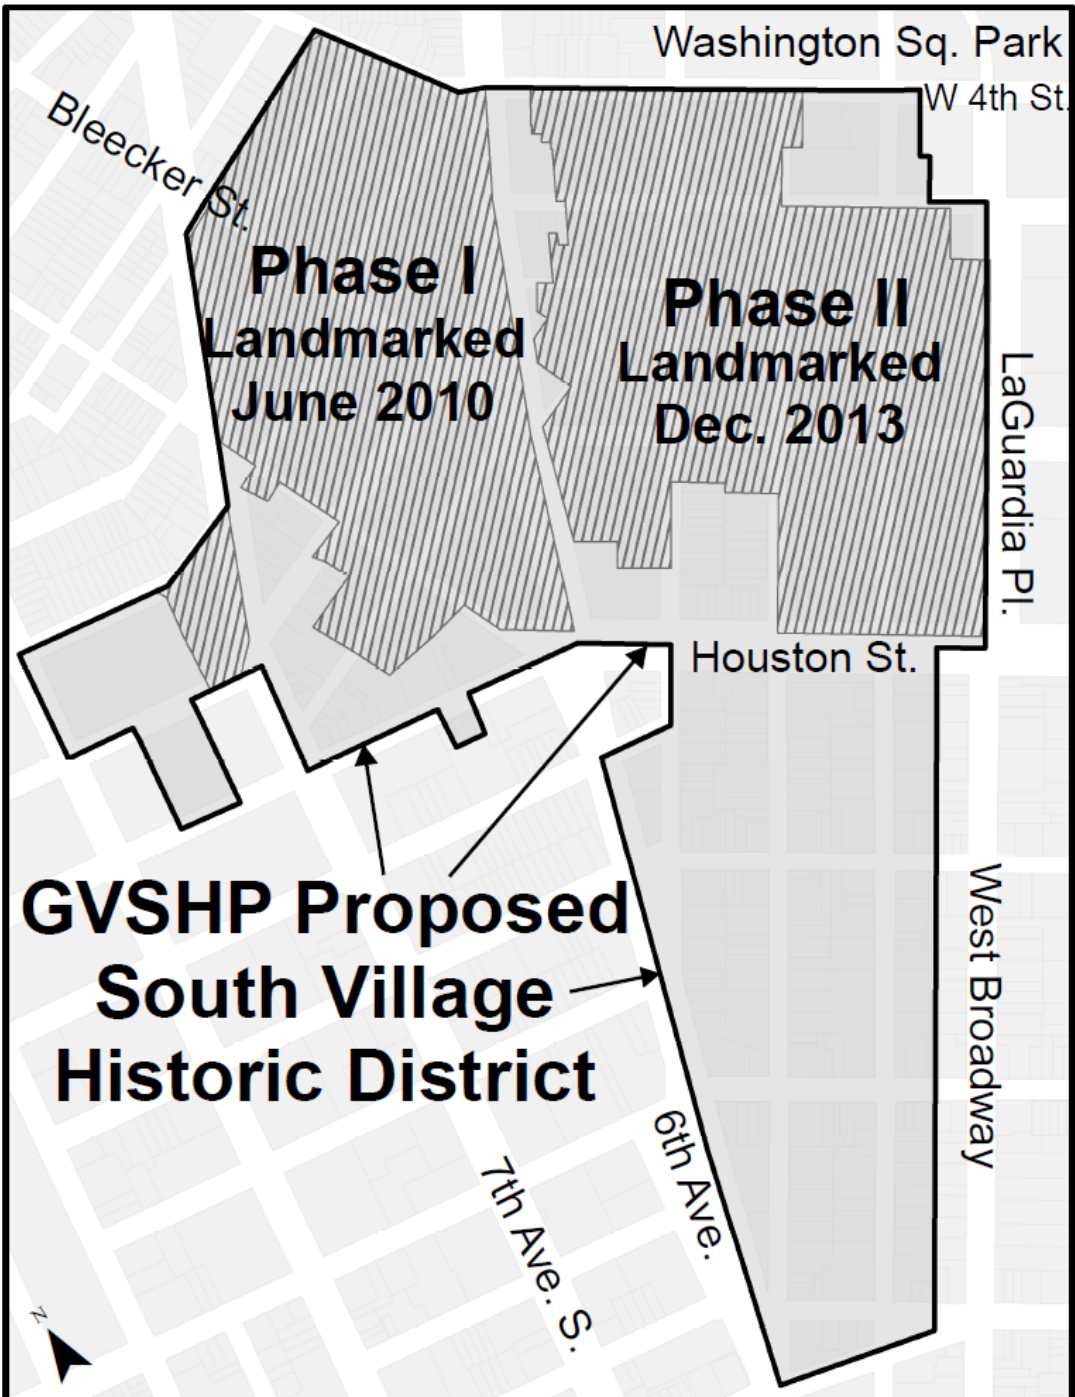 Washington Sq. Park
W 4th St.
Bleecker St.
Phase I
Landmarked
June 2010
Phase II
Landmarked
Dec. 2013
LaGuardia Pl.
Houston St.
GVSHP Proposed
South Village
Historic District
West Broadway
6th Ave.
7th Ave. S.
N